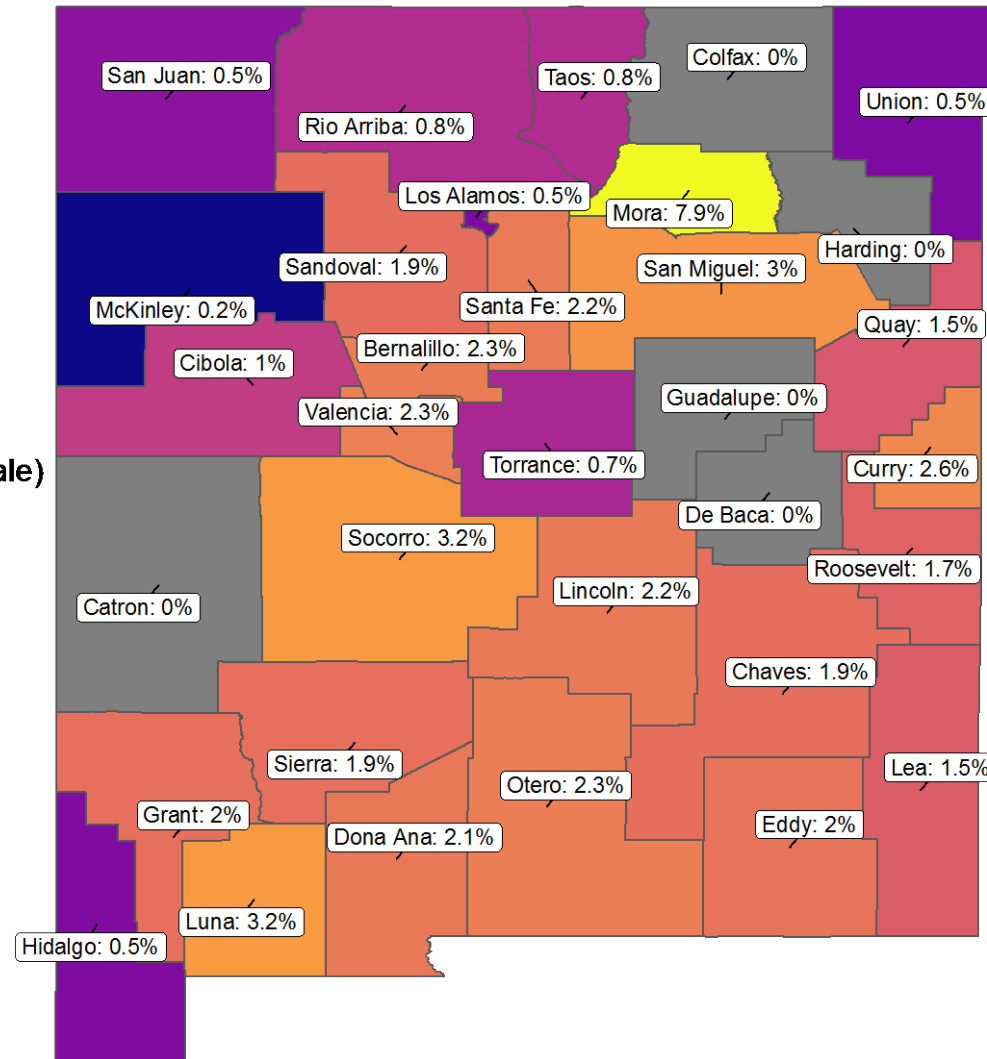 Colfax: 0%
San Juan: 0.5%
Taos: 0.8%
Union: 0.5%
Rio Arriba: 0.8%
Los Alamos: 0.5%
Mora: 7.9%
Harding: 0%
Sandoval: 1.9%
San Miguel: 3%
McKinley: 0.2%
Santa Fe: 2.2%
Quay: 1.5%
Bernalillo: 2.3%
Cibola: 1%
Guadalupe: 0%
Valencia: 2.3%
ale)
Torrance: 0.7%
Curry: 2.6%
De Baca: 0%
Socorro: 3.2%
Roosevelt: 1.7%
Lincoln: 2.2%
Catron: 0%
Chaves: 1.9%
Sierra: 1.9%
Lea: 1.5%
Otero: 2.3%
Grant: 2%
Eddy: 2%
Dona Ana: 2.1%
Luna: 3.2%
Hidalgo: 0.5%